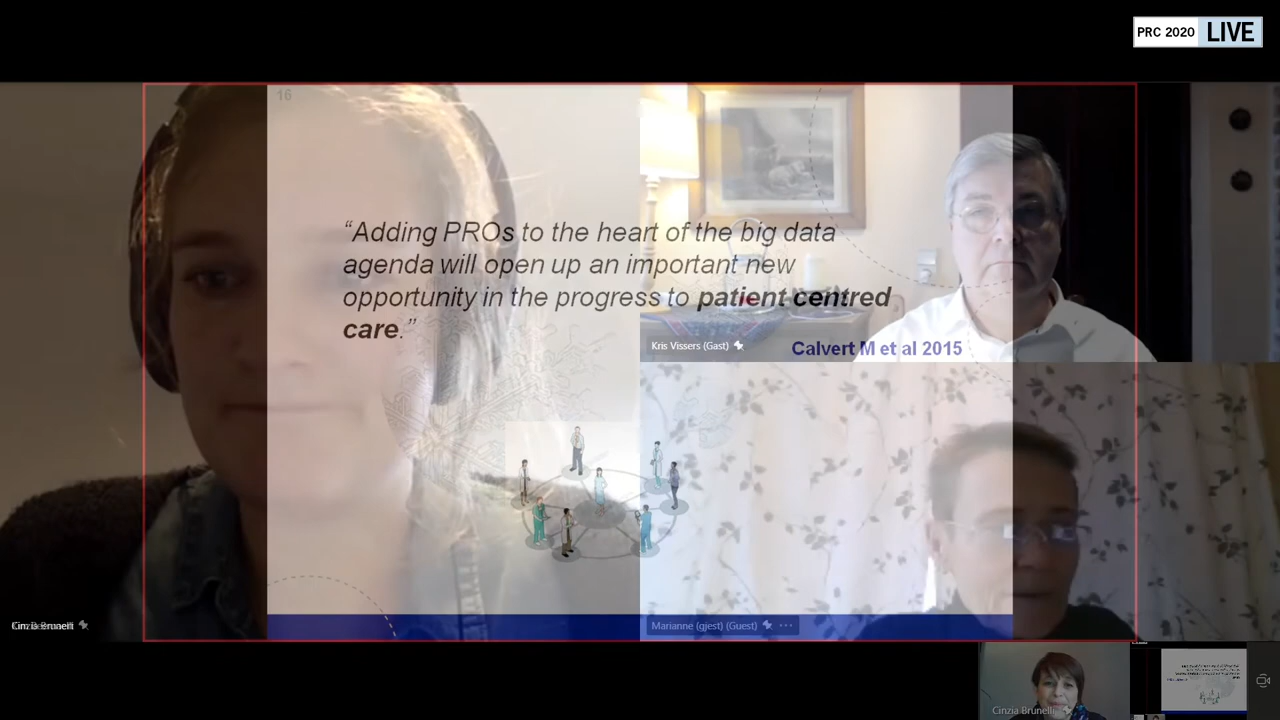 PRC 2020 LIVE
16
“Adding PROs to the heart of the big data
agenda will open up an important new
opportunity in the progress to patient centred
care.”
Kris Vissers (Gast)
Calvert M et al 2015
Marianne (gjest) (Guest)
Cinzia Brunelli